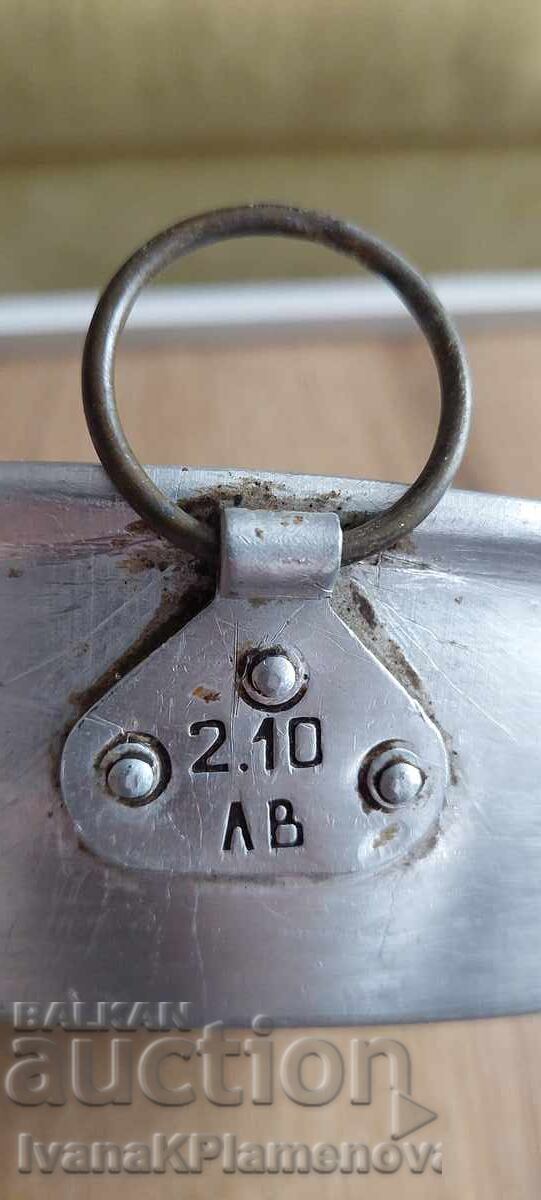 2.10
ЛВ
BALKAN
auction
IvanaKPlamenova